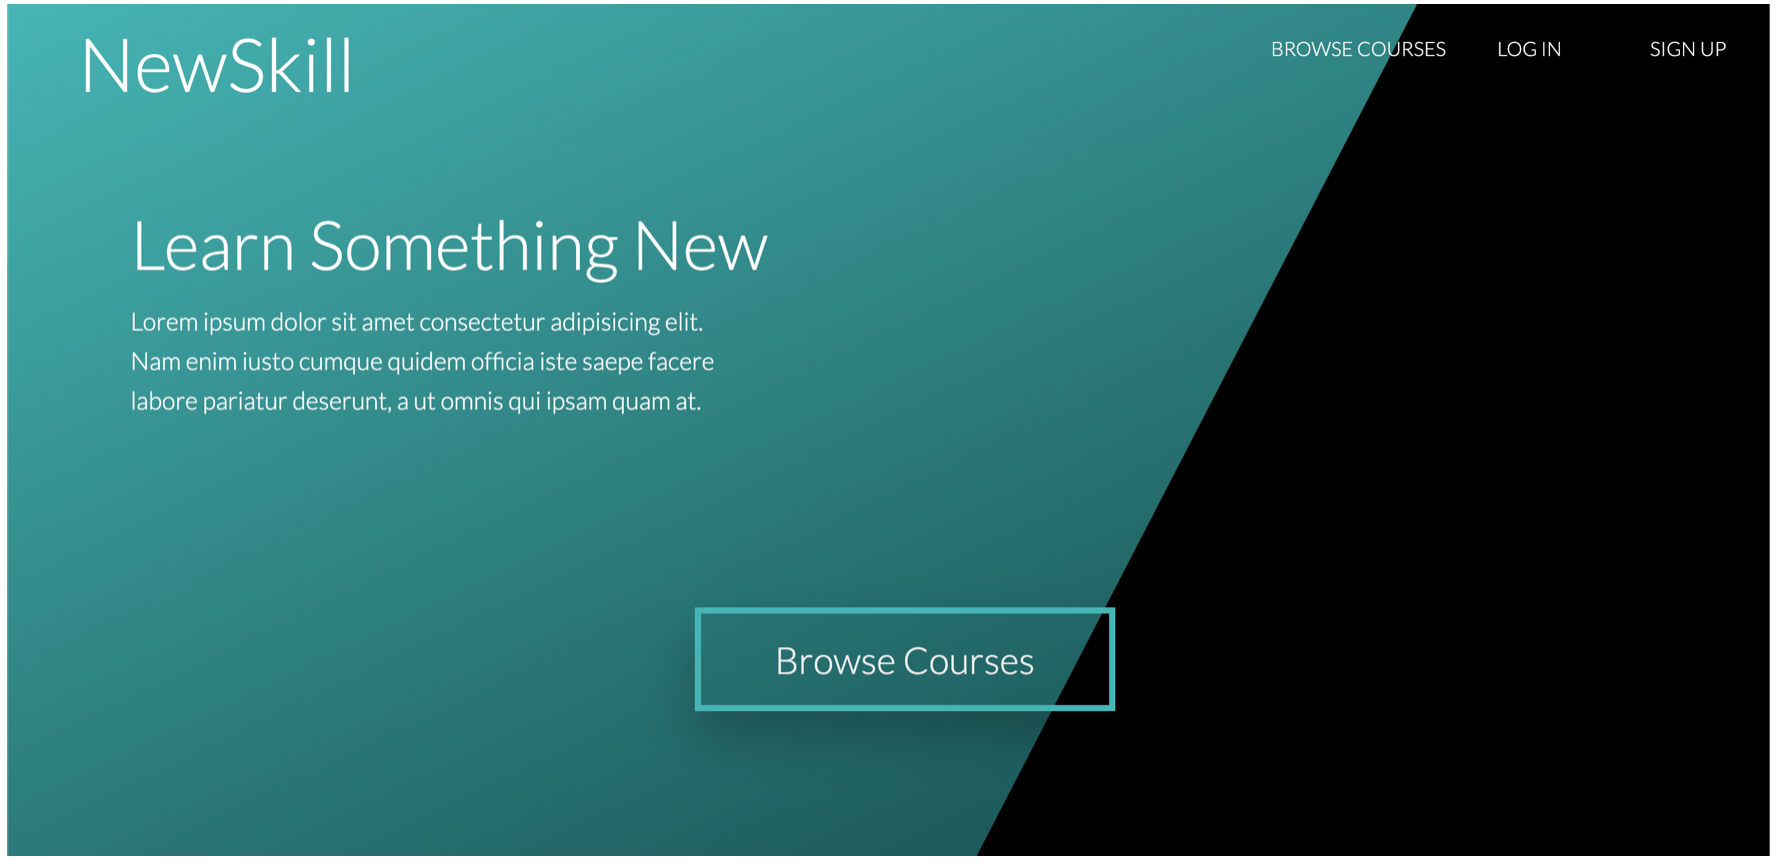 NewSkill
BROWSE COURSES
LOG IN
SIGN UP
Learn Something New
Lorem ipsum dolor sit amet consectetur adipisicing elit.
Nam enim iusto cumque quidem officia iste saepe facere
labore pariatur deserunt, a ut omnis qui ipsam quam at.
Browse Courses